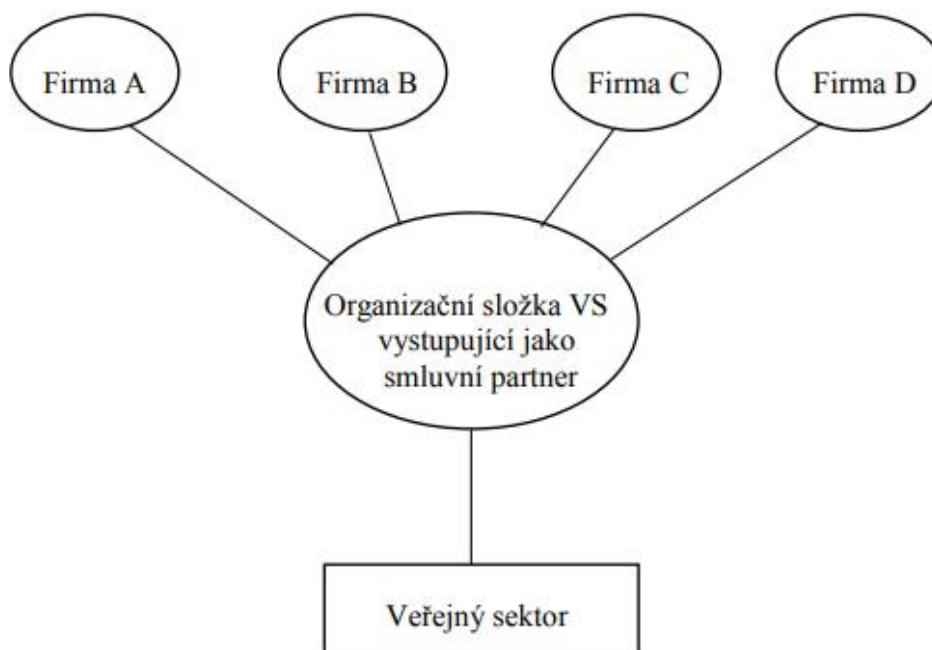 Firma A
Firma B
Firma C
Firma D
Organizační složka VS
vystupující jako
smluvní partner
Veřejný sektor